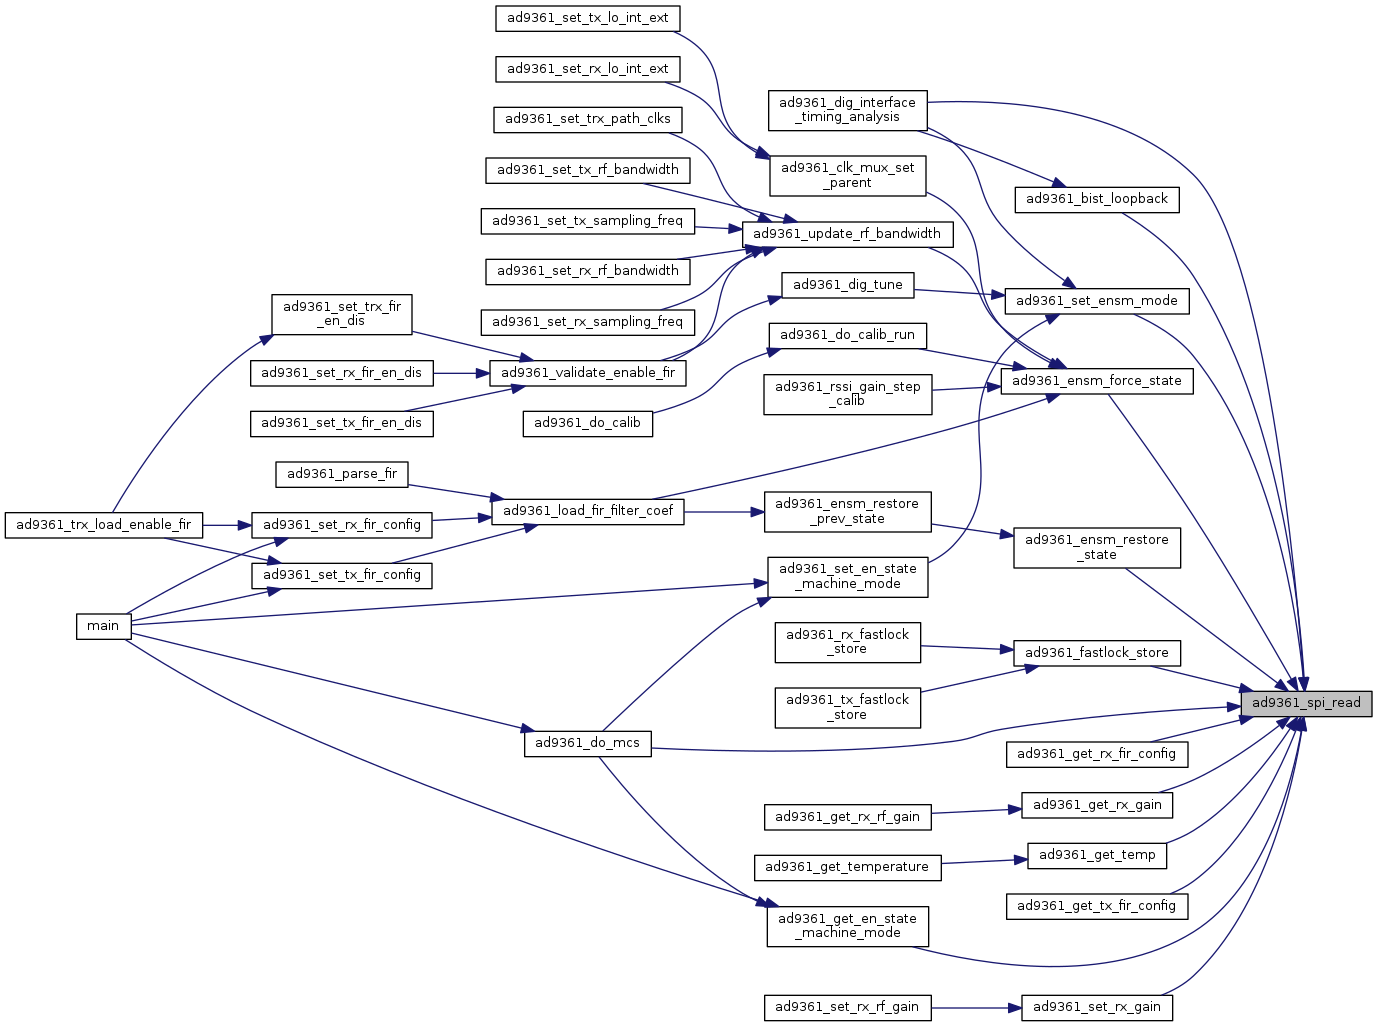 ad9361_set_tx_lo_int_ext
ad9361_set_rx_lo_int_ext
ad9361_dig_interface
_timing_analysis
ad9361_set_trx_path_clks
ad9361_clk_mux_set
_parent
ad9361_set_tx_rf_bandwidth
ad9361_bist_loopback
ad9361_set_tx_sampling_freq
ad9361_update_rf_bandwidth
ad9361_set_rx_rf_bandwidth
ad9361_dig_tune
ad9361_set_ensm_mode
ad9361_set_trx_fir
_en_dis
ad9361_set_rx_sampling_freq
ad9361_do_calib_run
ad9361_set_rx_fir_en_dis
ad9361_validate_enable_fir
ad9361_ensm_force_state
ad9361_rssi_gain_step
_calib
ad9361_set_tx_fir_en_dis
ad9361_do_calib
ad9361_parse_fir
ad9361_load_fir_filter_coef
ad9361_ensm_restore
_prev_state
ad9361_trx_load_enable_fir
ad9361_set_rx_fir_config
ad9361_ensm_restore
_state
ad9361_set_tx_fir_config
ad9361_set_en_state
_machine_mode
main
ad9361_rx_fastlock
_store
ad9361_fastlock_store
ad9361_tx_fastlock
_store
ad9361_spi_read
ad9361_do_mcs
ad9361_get_rx_fir_config
ad9361_get_rx_rf_gain
ad9361_get_rx_gain
ad9361_get_temperature
ad9361_get_temp
ad9361_get_tx_fir_config
ad9361_get_en_state
_machine_mode
ad9361_set_rx_rf_gain
ad9361_set_rx_gain